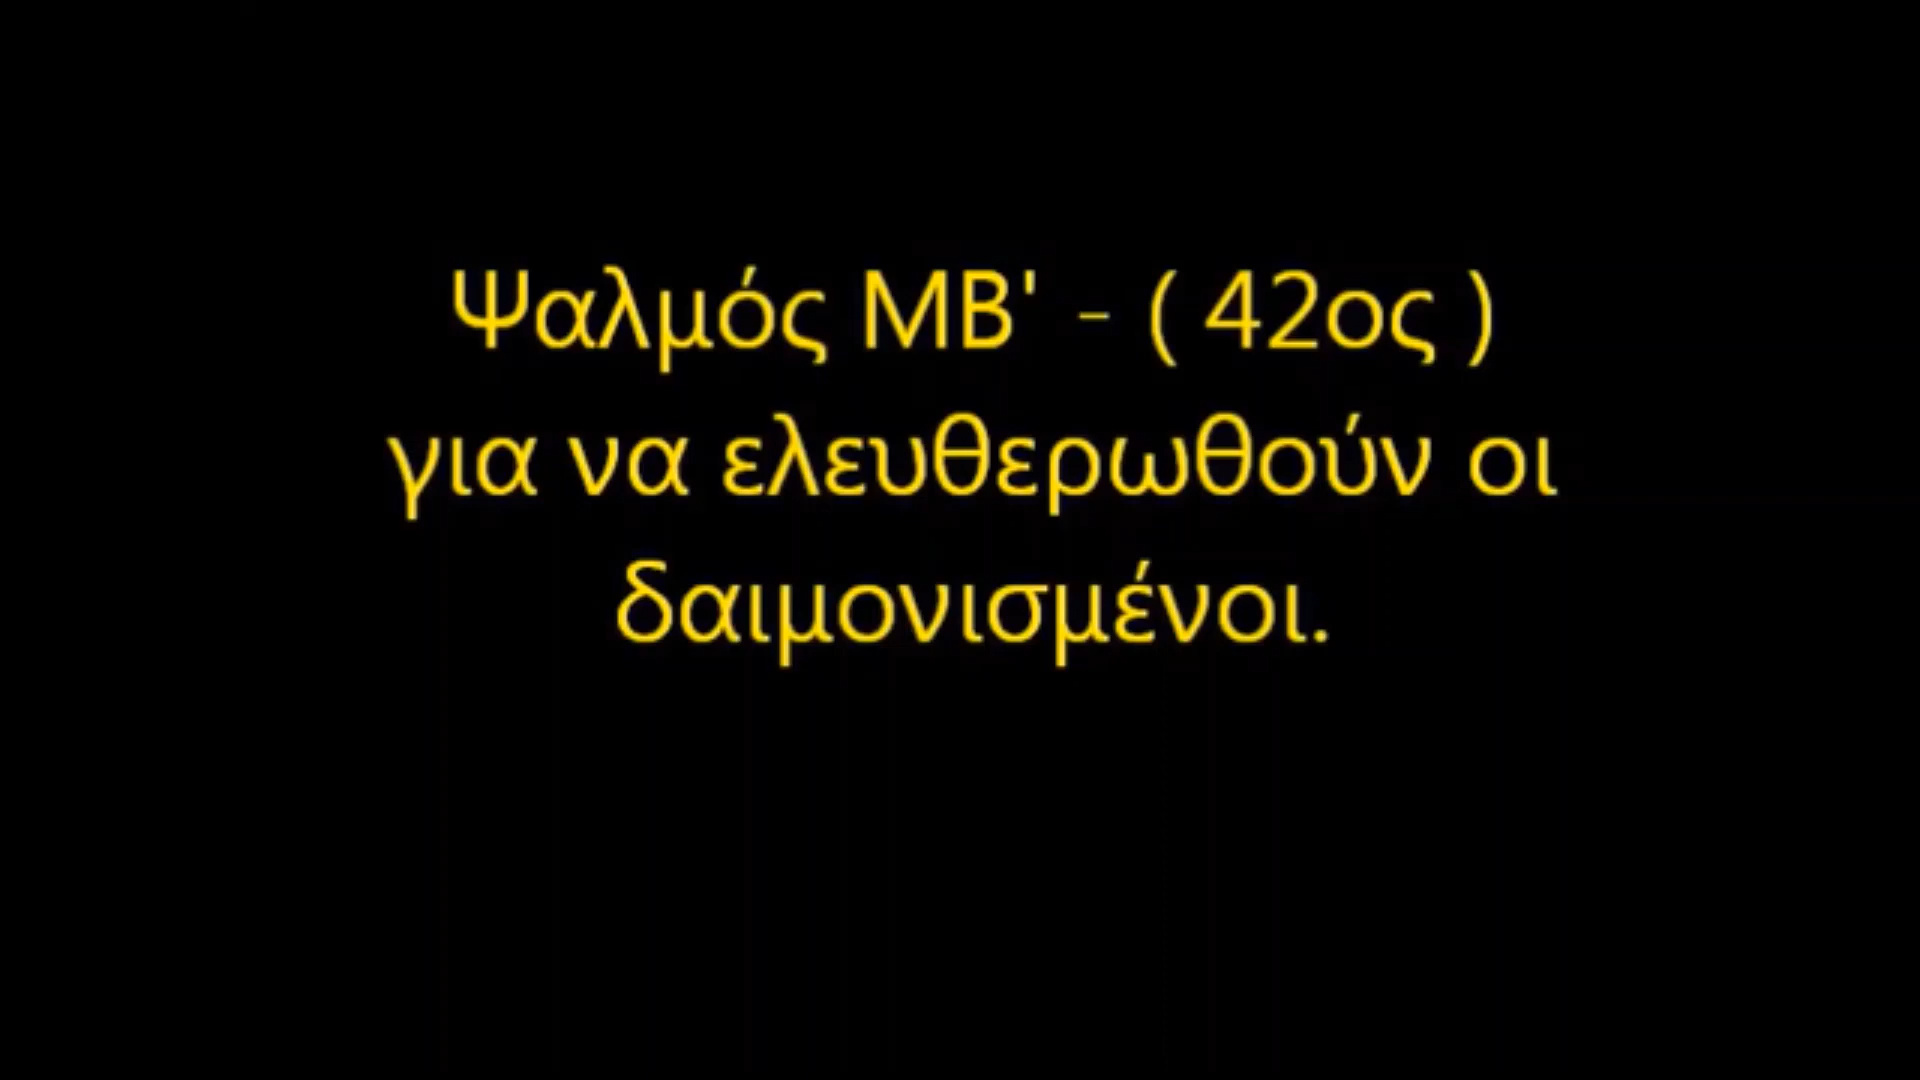 Ψαλμός ΜΒ' - ( 42ος )
για να ελευθερωθούν οι
δαιμονισμένοι.